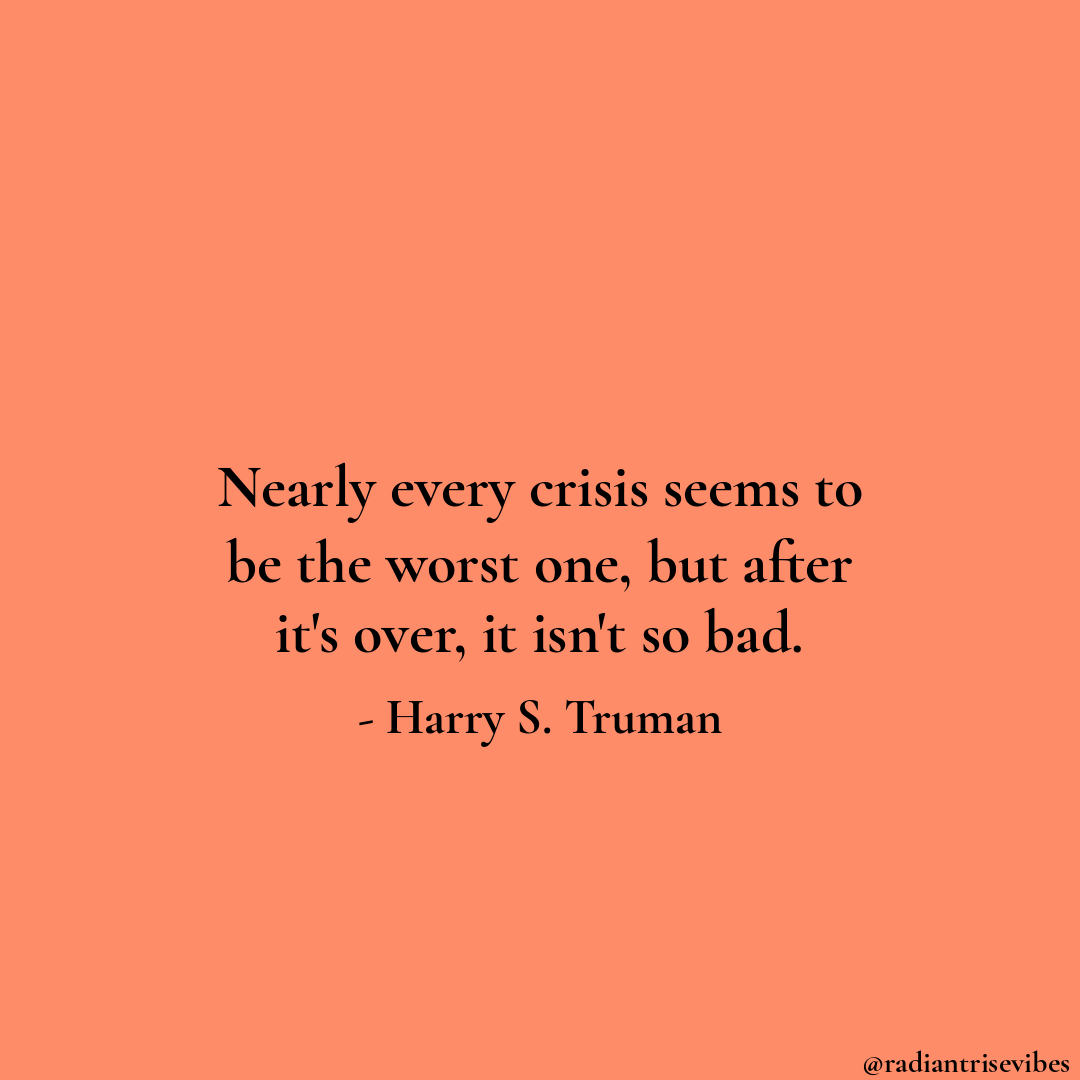 Nearly every crisis seems to
be the worst one, but after
it's over, it isn't so bad.
- Harry S. Truman
@radiantrisevibes